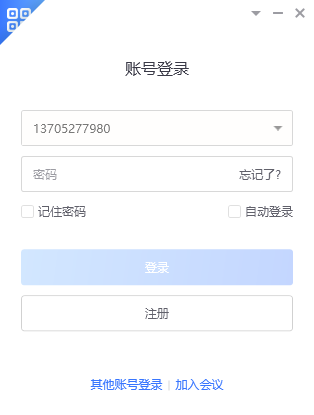 账号登录
13705277980
密码 忘记了?
记住密码 自动登录
登录
注册
其他账号登录 | 加入会议